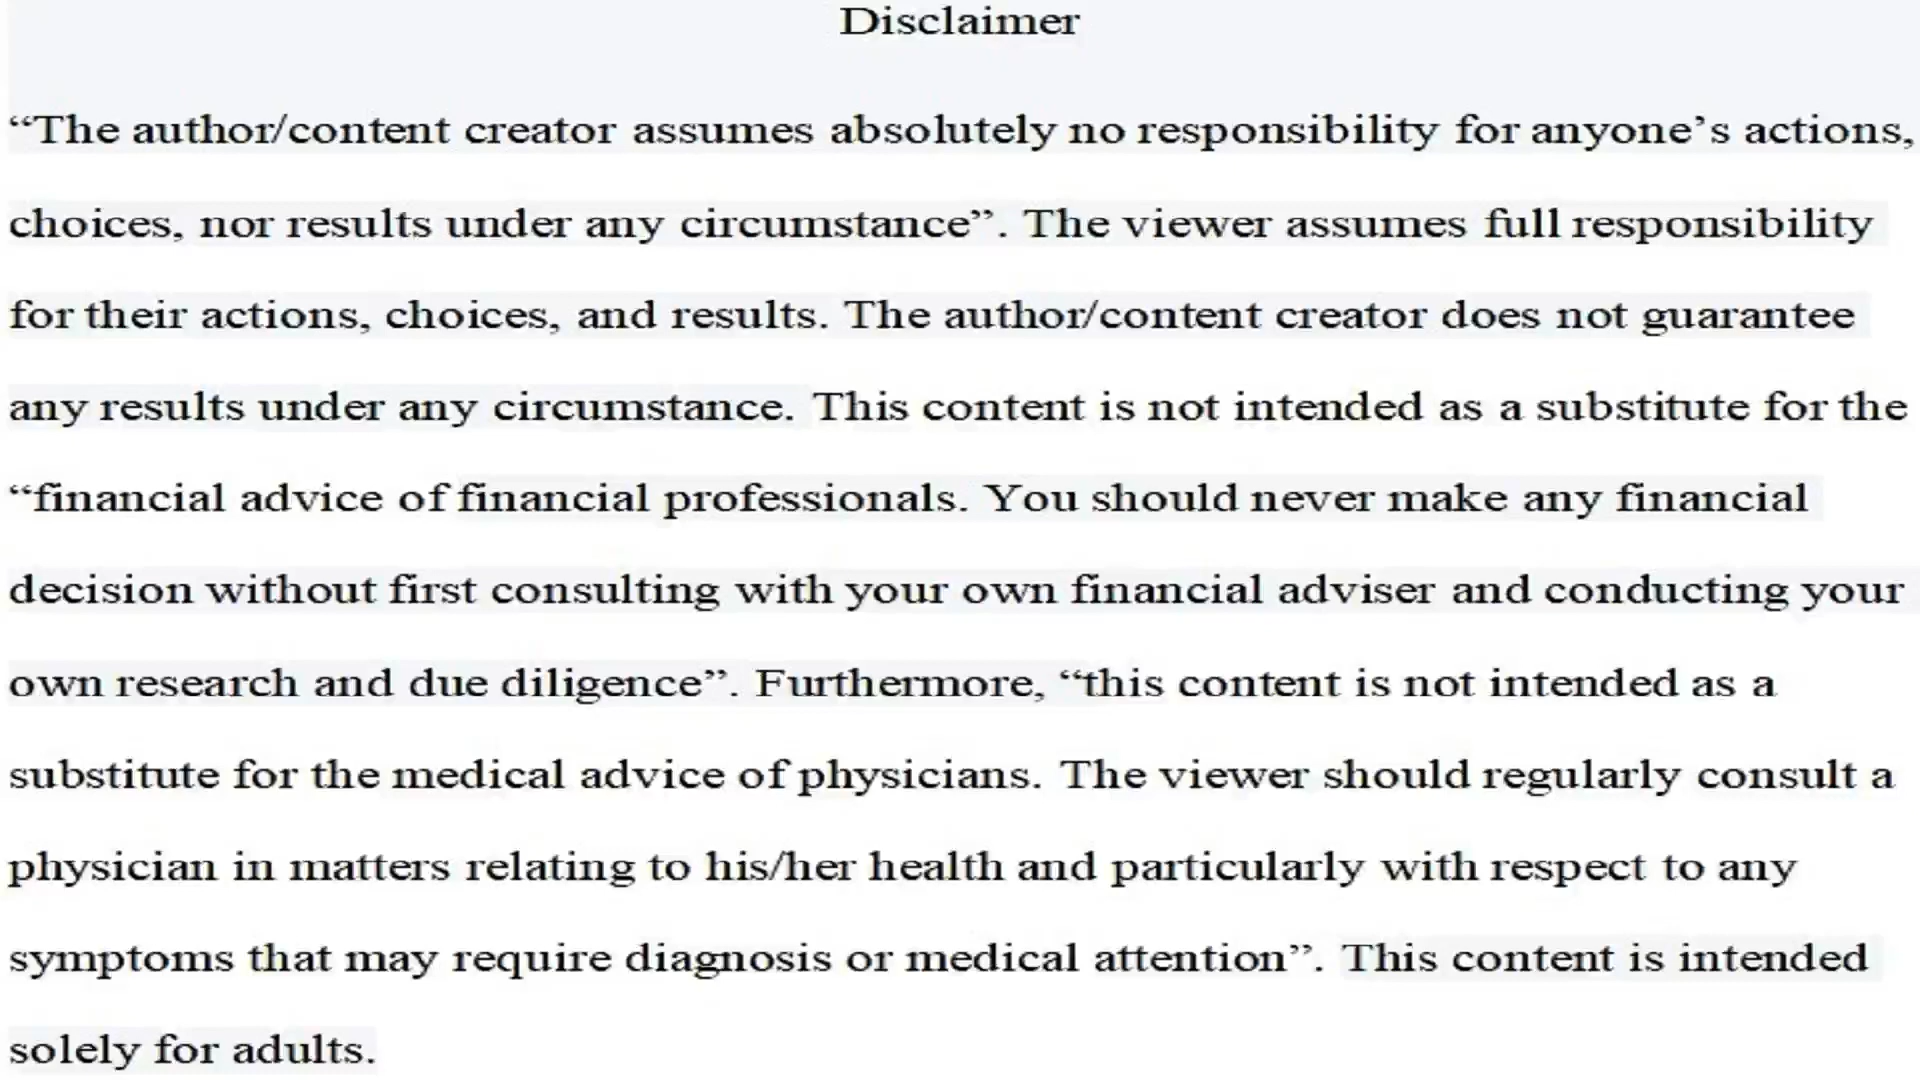 Disclaimer
“The author/content creator assumes absolutely no responsibility for anyone’s actions,
choices, nor results under any circumstance”. The viewer assumes full responsibility
for their actions, choices, and results. The author/content creator does not guarantee
any results under any circumstance. This content is not intended as a substitute for the
“financial advice of financial professionals. You should never make any financial
decision without first consulting with your own financial adviser and conducting your
own research and due diligence”. Furthermore, “this content is not intended as a
substitute for the medical advice of physicians. The viewer should regularly consult a
physician in matters relating to his/her health and particularly with respect to any
symptoms that may require diagnosis or medical attention”. This content is intended
solely for adults.